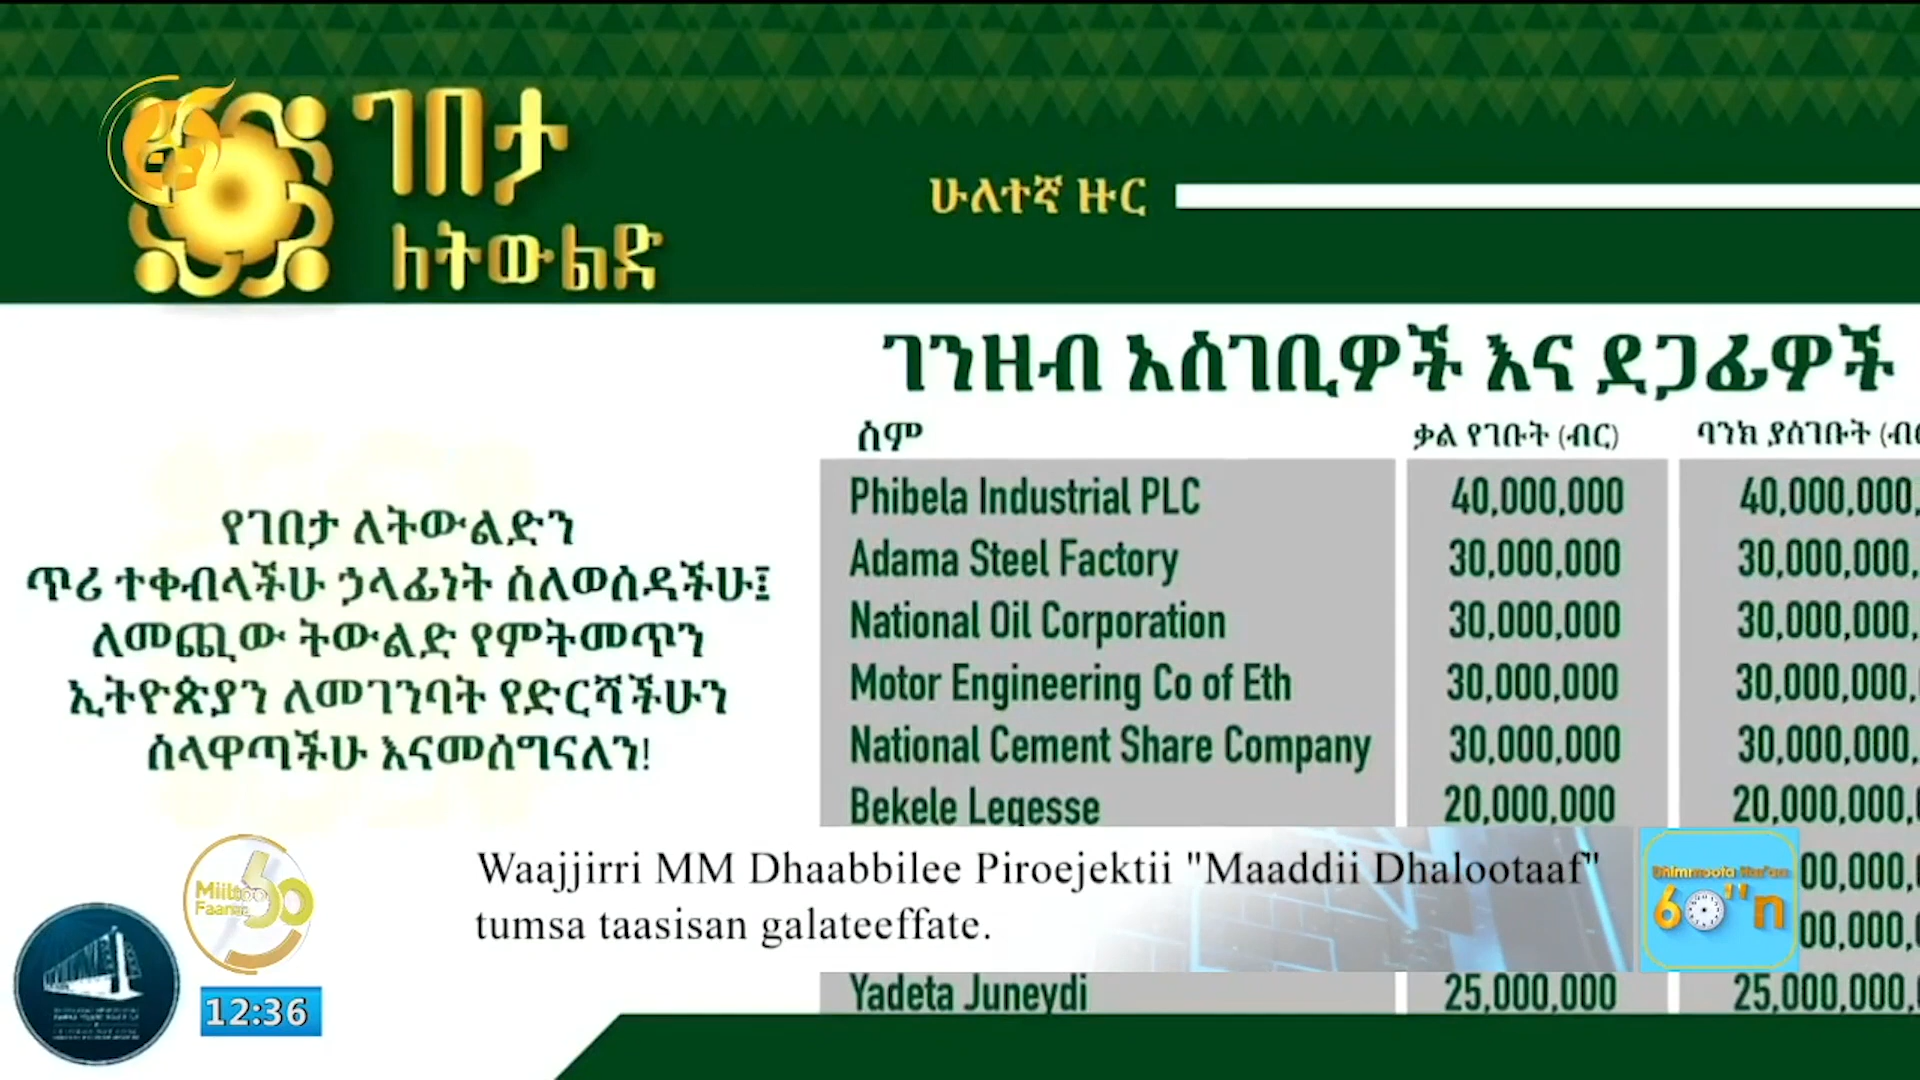 ገበታ
ለትውልድ
ሁለተኛ ዙር
ገንዘብ አስገቢዎች እና ደጋፊዎች
ስም ቃል የገቡት (ብር) ባንክ ያስገቡት
Phibela Industrial PLC 40,000,000 40,000,000
Adama Steel Factory 30,000,000 30,000,000
National Oil Corporation 30,000,000 30,000,000
Motor Engineering Co of Eth 30,000,000 30,000,000
National Cement Share Company 30,000,000 30,000,000
Bekele Legesse 20,000,000 20,000,000
Yadeta Juneydi 25,000,000 25,000,000
የገበታ ለትውልድን
ጥሪ ተቀብላችሁ ኃላፊነት ስለወሰዳችሁ፤
ለመጪው ትውልድ የምትመጥን
ኢትዮጵያን ለመገንባት የድርሻችሁን
ስላዋጣችሁ እናመሰግናለን!
Waajjirri MM Dhaabbilee Piroejektii "Maaddii Dhalootaaf"
tumsa taasisan galateeffate.
60''n
12:36